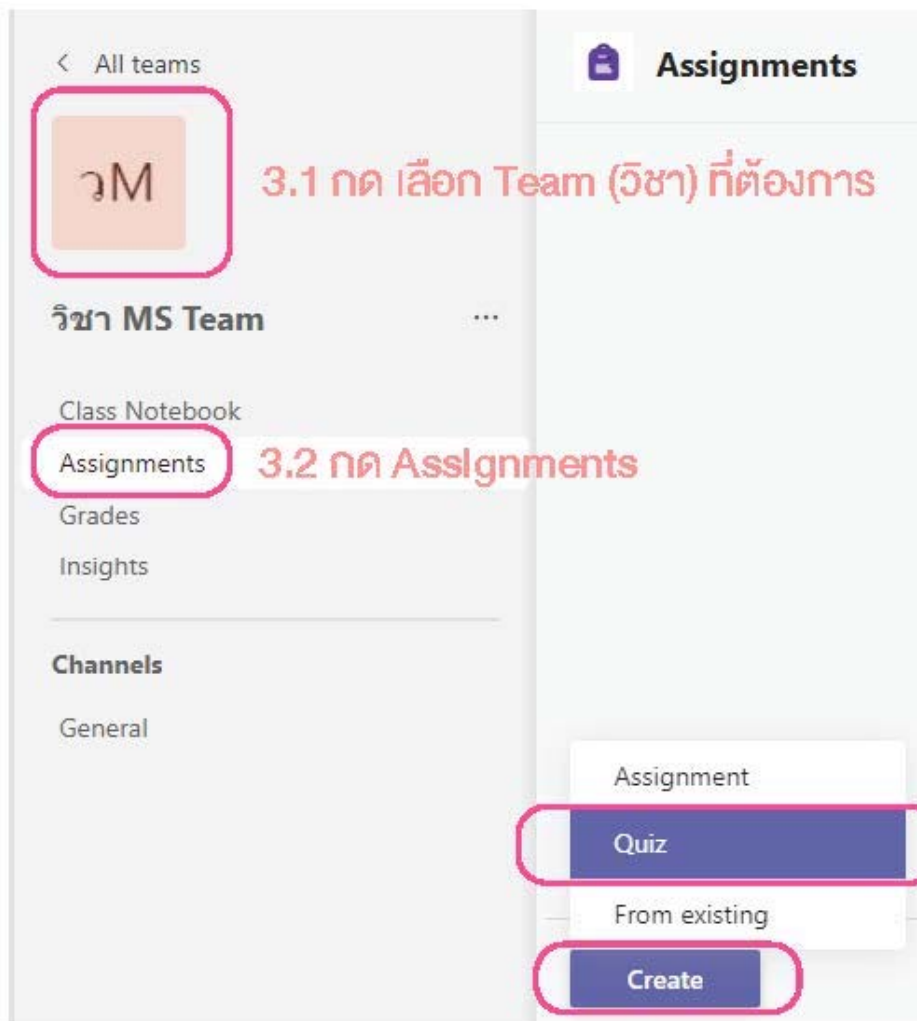 < All teams
Assignments
วM
3.1 กด เลือก Team (วิชา) ที่ต้องการ
วิชา MS Team
...
Class Notebook
Assignments
3.2 กด Assignments
Grades
Insights
Channels
General
Assignment
Quiz
From existing
Create